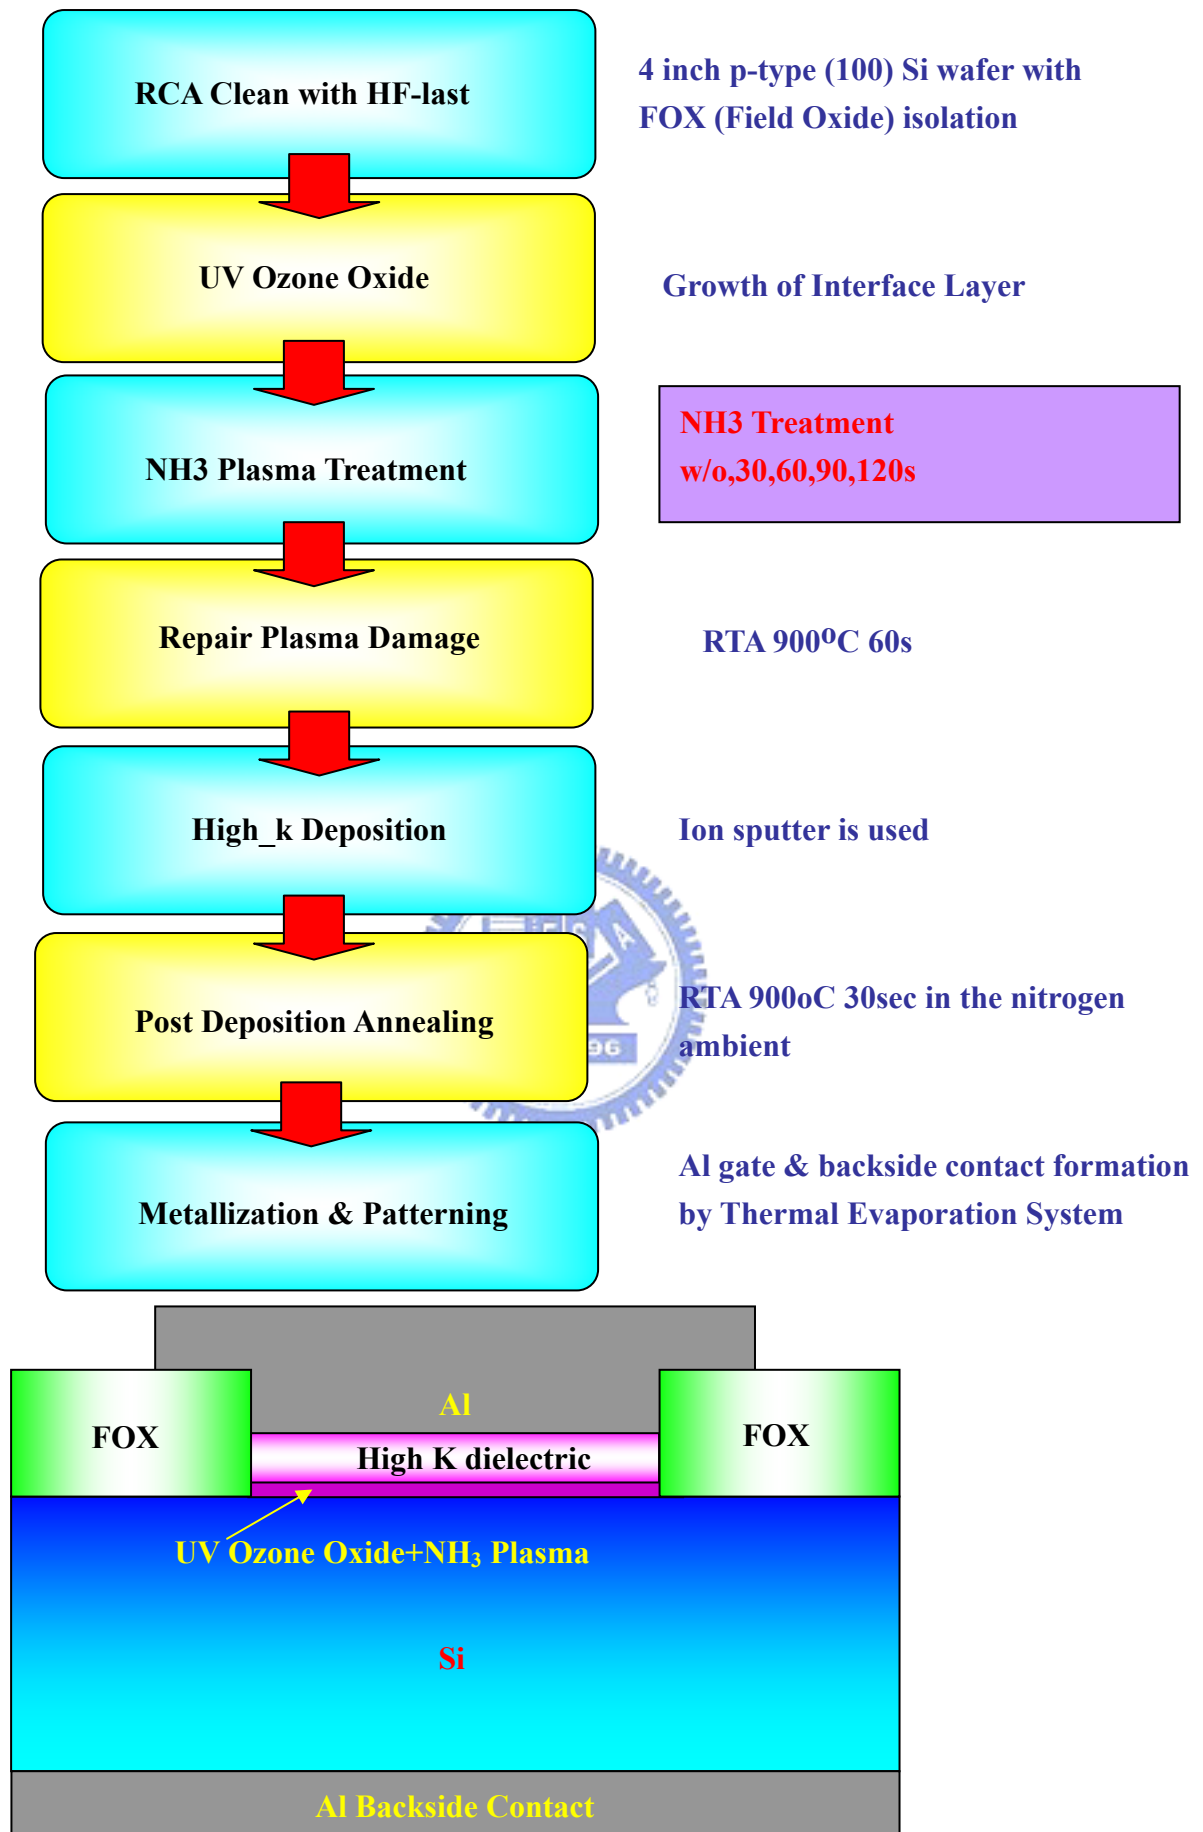 RCA Clean with HF-last
4 inch p-type (100) Si wafer with
FOX (Field Oxide) isolation
UV Ozone Oxide
Growth of Interface Layer
NH3 Plasma Treatment
NH3 Treatment
w/o,30,60,90,120s
Repair Plasma Damage
RTA 900⁰C 60s
High_k Deposition
Ion sputter is used
Post Deposition Annealing
RTA 900oC 30sec in the nitrogen
ambient
Metallization & Patterning
Al gate & backside contact formation
by Thermal Evaporation System
Al
FOX
FOX
High K dielectric
UV Ozone Oxide+NH₃ Plasma
Si
Al Backside Contact